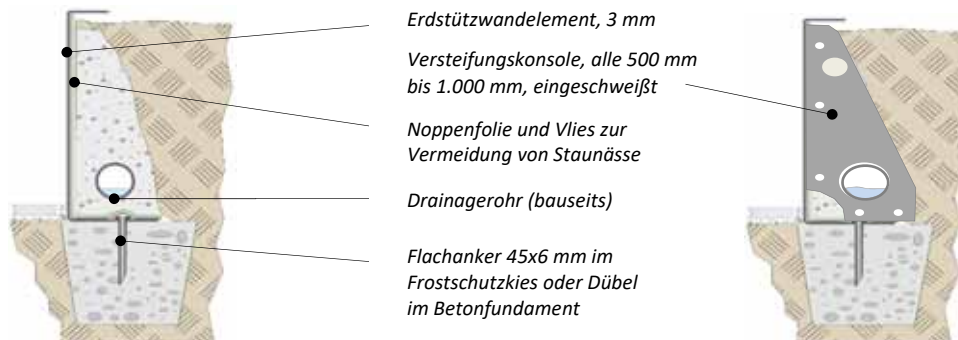 Erdstützwandelement, 3 mm
Versteifungskonsole, alle 500 mm
bis 1.000 mm, eingeschweißt
Noppenfolie und Vlies zur
Vermeidung von Staunässe
Drainagerohr (bauseits)
Flachanker 45x6 mm im
Frostschutzkies oder Dübel
im Betonfundament